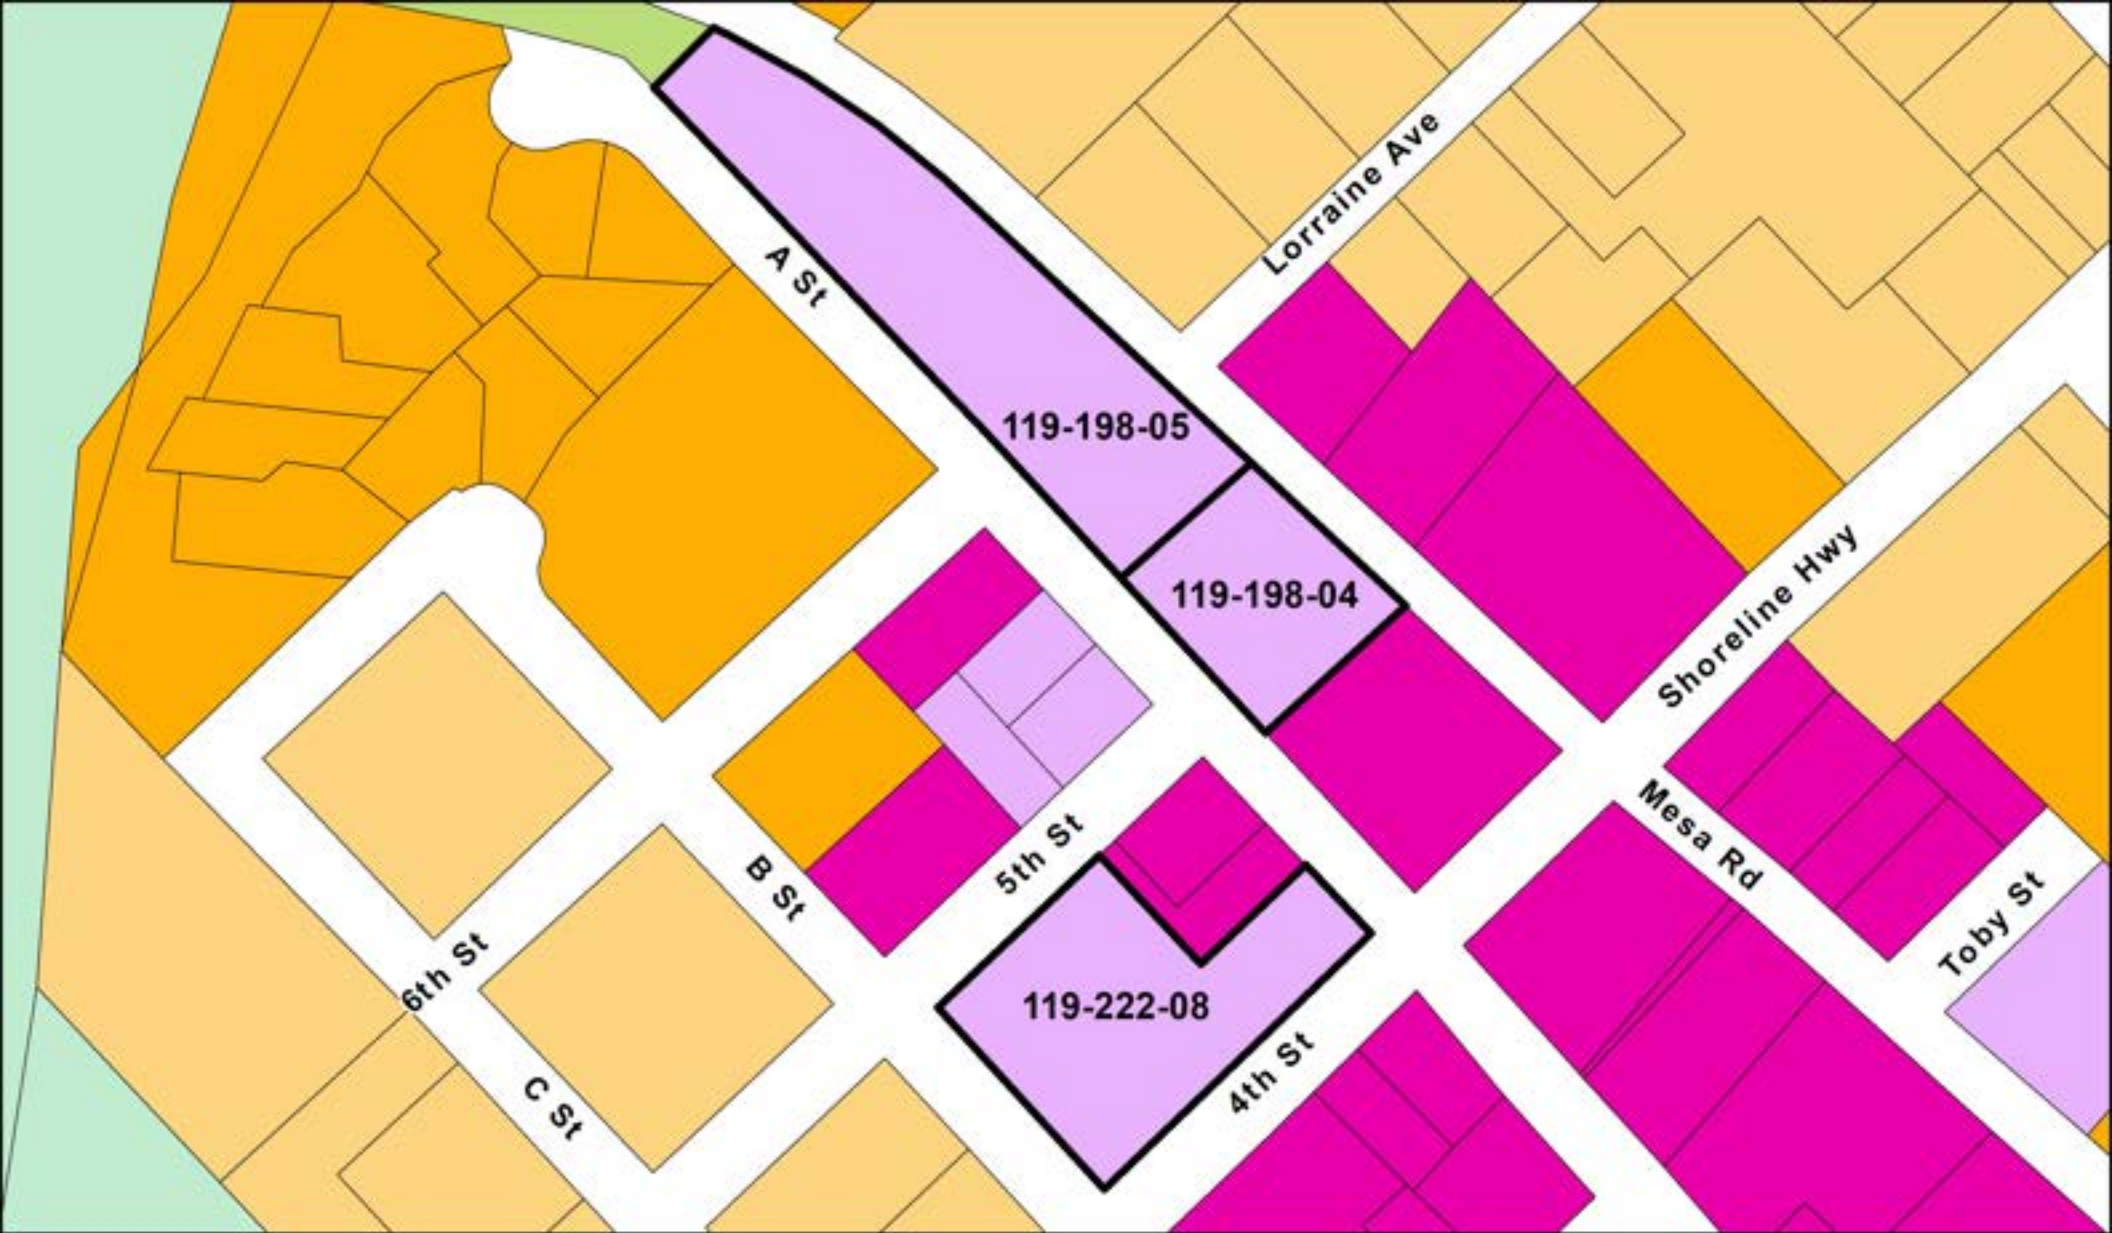 Lorraine Ave
A St
119-198-05
119-198-04
Shoreline Hwy
Mesa Rd
5th St
B St
Toby St
6th St
119-222-08
4th St
C St